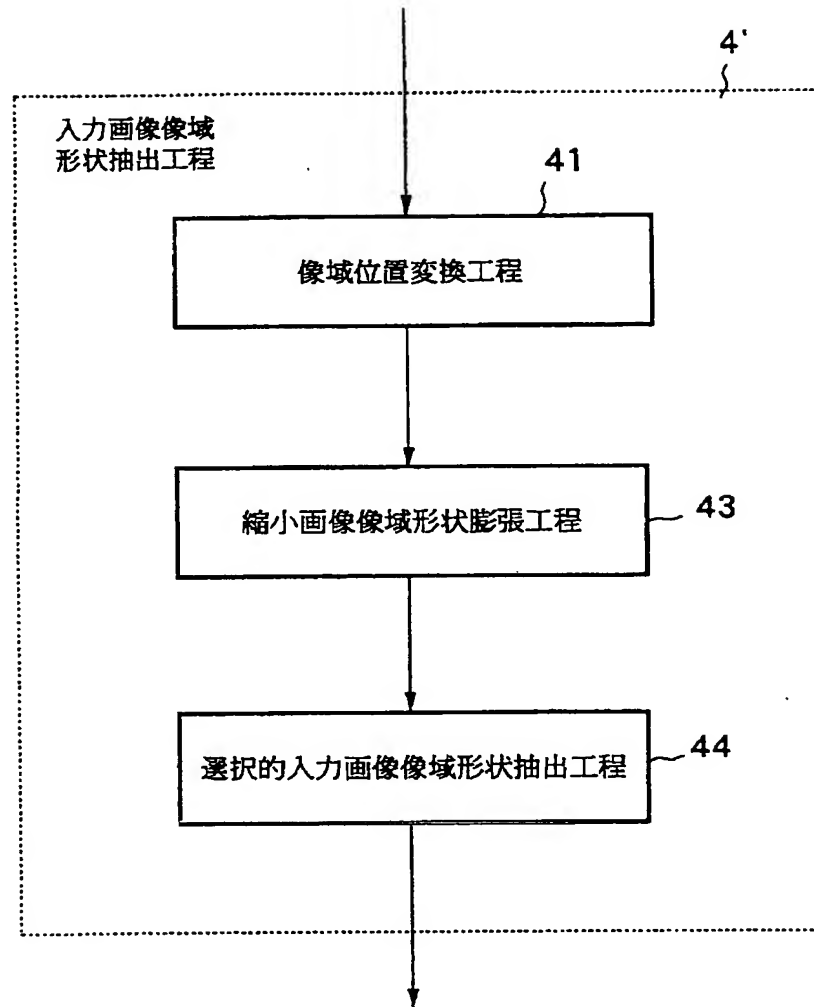 4'
入力画像像域
形状抽出工程
41
像域位置変換工程
縮小画像像域形状膨張工程
43
選択的入力画像像域形状抽出工程
44